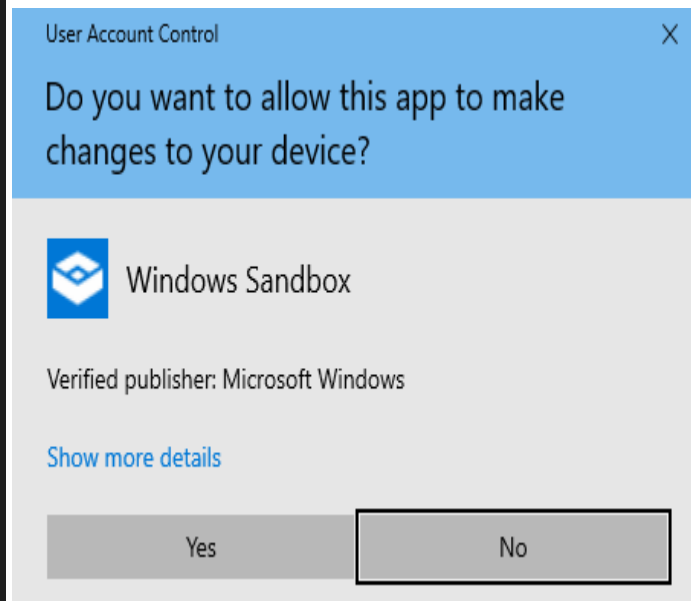 User Account Control
Do you want to allow this app to make
changes to your device?
Windows Sandbox
Verified publisher: Microsoft Windows
Show more details
Yes
No